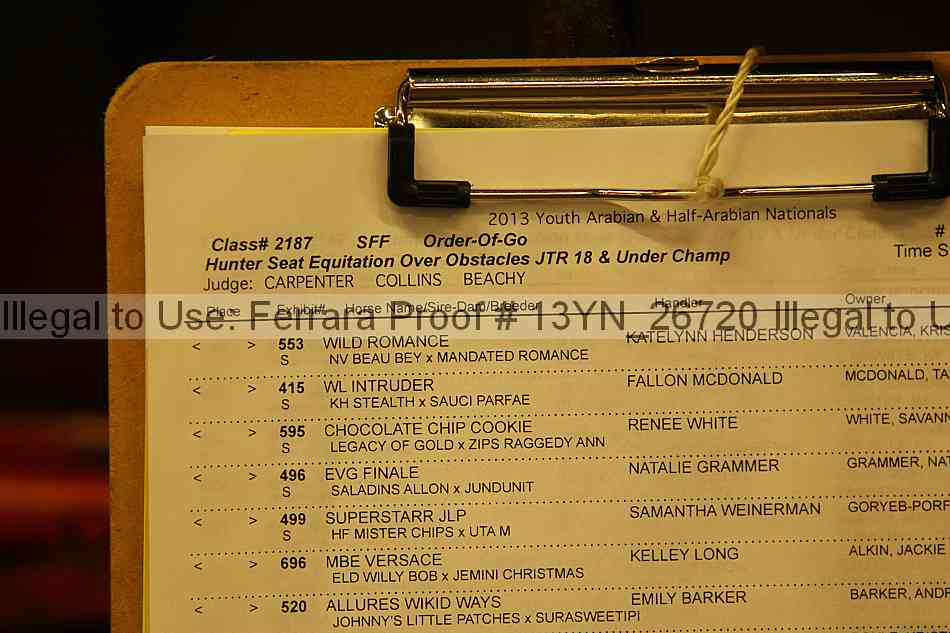 2013 Youth Arabian & Half-Arabian Nationals
Class# 2187 SFF Order-Of-Go #
Hunter Seat Equitation Over Obstacles JTR 18 & Under Champ Time S
Judge: CARPENTER COLLINS BEACHY
Place Exhibit# Horse Name/Sire-Dam/Breeder Handler Owner
Illegal to Use. Ferrara Proof # 13YN_26720 Illegal to U
< > 553 WILD ROMANCE KATELYNN HENDERSON VALENCIA, KRIS
S NV BEAU BEY x MANDATED ROMANCE
< > 415 WL INTRUDER FALLON MCDONALD MCDONALD, TA
S KH STEALTH x SAUCI PARFAE
< > 595 CHOCOLATE CHIP COOKIE RENEE WHITE WHITE, SAVANN
S LEGACY OF GOLD x ZIPS RAGGEDY ANN
< > 496 EVG FINALE NATALIE GRAMMER GRAMMER, NAT
S SALADINS ALLON x JUNDUNIT
< > 499 SUPERSTARR JLP SAMANTHA WEINERMAN GORYEB-PORF
S HF MISTER CHIPS x UTA M
< > 696 MBE VERSACE KELLEY LONG ALKIN, JACKIE
ELD WILLY BOB x JEMINI CHRISTMAS
< > 520 ALLURES WIKID WAYS EMILY BARKER BARKER, ANDR
JOHNNY'S LITTLE PATCHES x SURASWEETIPI